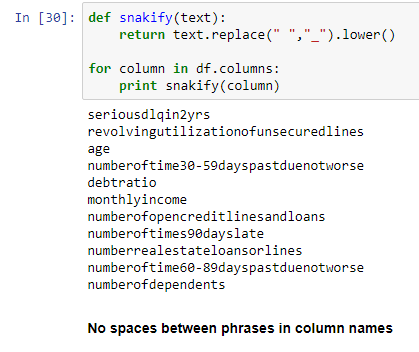 In [30]: def snakify(text):
    return text.replace(" ","_").lower()
for column in df.columns:
    print snakify(column)
seriousdlqin2yrs
revolvingutilizationofunsecuredlines
age
numberoftime30-59dayspastduenotworse
debtratio
monthlyincome
numberofopencreditlinesandloans
numberoftimes90dayslate
numberrealestateloansorlines
numberoftime60-89dayspastduenotworse
numberofdependents
No spaces between phrases in column names